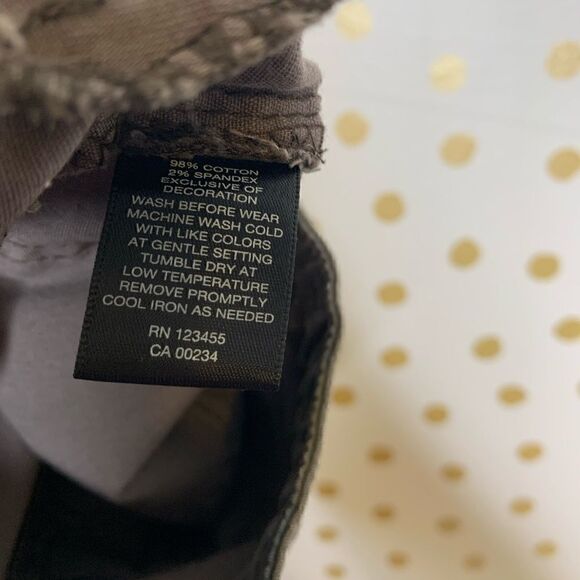 98% COTTON
2% SPANDEX
EXCLUSIVE OF
DECORATION
WASH BEFORE WEAR
MACHINE WASH COLD
WITH LIKE COLORS
AT GENTLE SETTING
TUMBLE DRY AT
LOW TEMPERATURE
REMOVE PROMPTLY
COOL IRON AS NEEDED
RN 123455
CA 00234